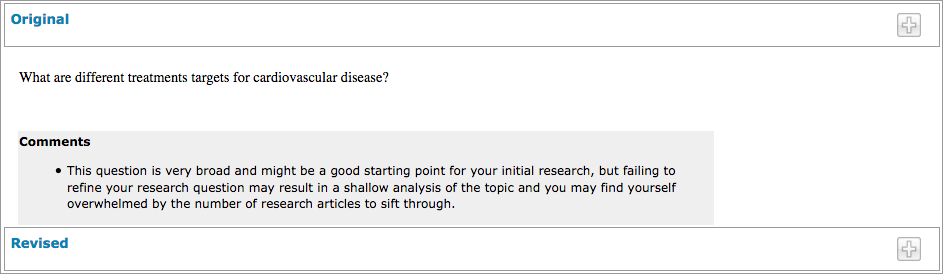 Original
What are different treatments targets for cardiovascular disease?
Comments
• This question is very broad and might be a good starting point for your initial research, but failing to
refine your research question may result in a shallow analysis of the topic and you may find yourself
overwhelmed by the number of research articles to sift through.
Revised